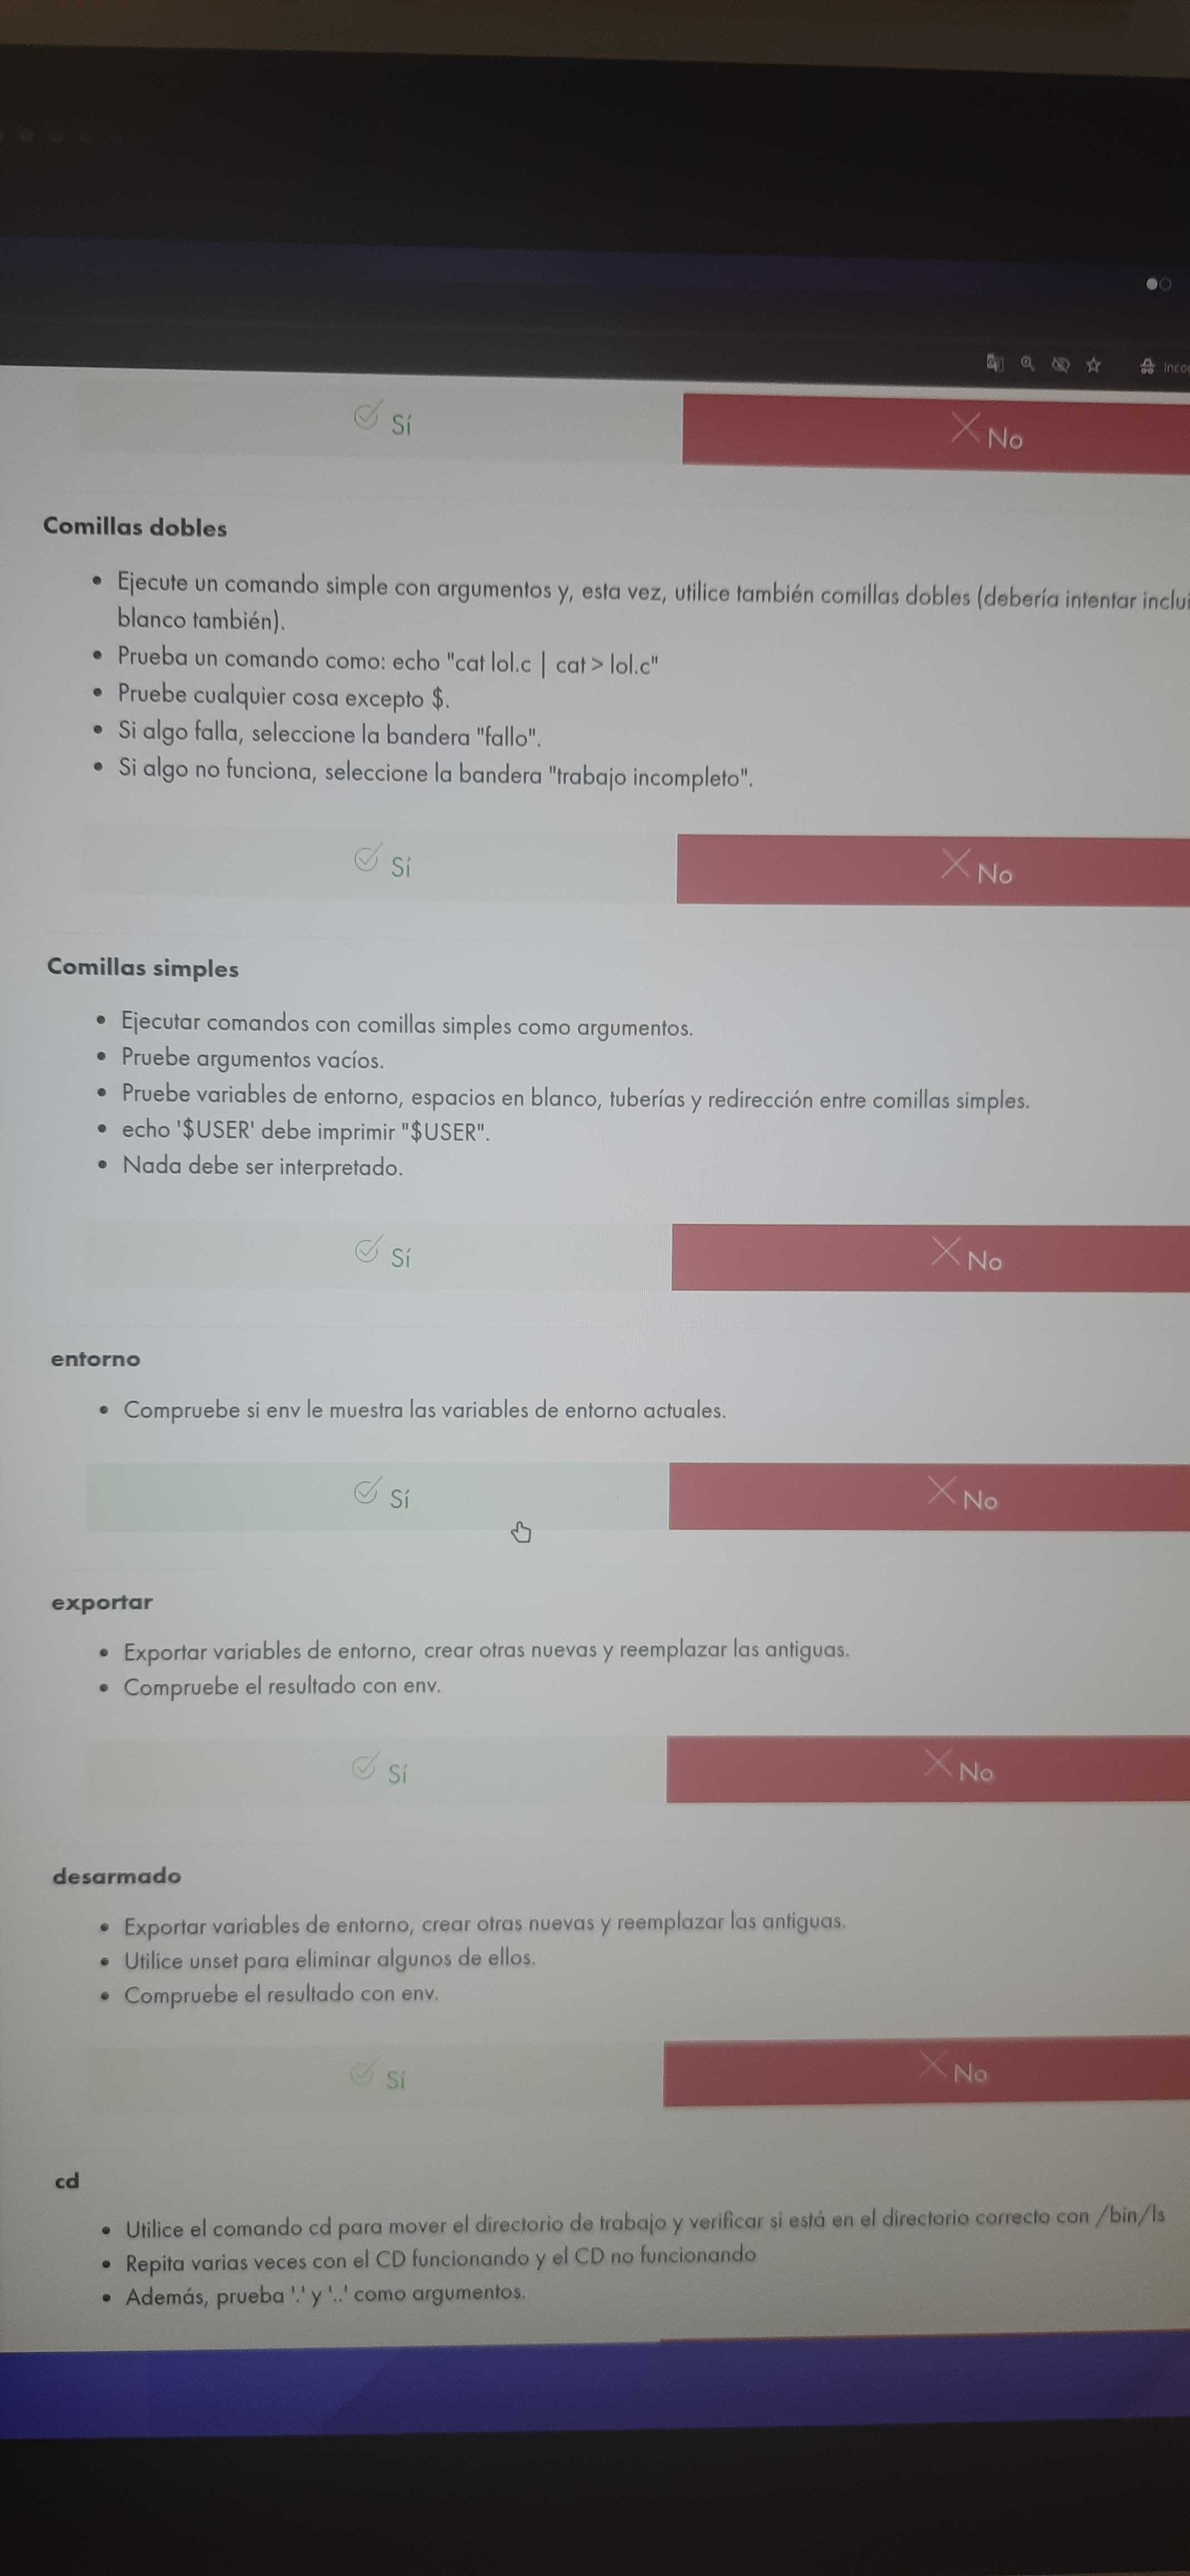 Sí
No
Comillas dobles
Ejecute un comando simple con argumentos y, esta vez, utilice también comillas dobles (debería intentar
blanco también).
Prueba un comando como: echo "cat lol.c | cat > lol.c"
Pruebe cualquier cosa excepto $.
Si algo falla, seleccione la bandera "fallo".
Si algo no funciona, seleccione la bandera "trabajo incompleto".
Sí
No
Comillas simples
Ejecutar comandos con comillas simples como argumentos.
Pruebe argumentos vacíos.
Pruebe variables de entorno, espacios en blanco, tuberías y redirección entre comillas simples.
echo '$USER' debe imprimir "$USER".
Nada debe ser interpretado.
Sí
No
entorno
Compruebe si env le muestra las variables de entorno actuales.
Sí
No
exportar
Exportar variables de entorno, crear otras nuevas y reemplazar las antiguas.
Compruebe el resultado con env.
Sí
No
desarmado
Exportar variables de entorno, crear otras nuevas y reemplazar las antiguas.
Utilice unset para eliminar algunos de ellos.
Compruebe el resultado con env.
Sí
No
cd
Utilice el comando cd para mover el directorio de trabajo y verificar si está en el directorio correcto con /bin/ls
Repita varias veces con el CD funcionando y el CD no funcionando
Además, prueba '.' y '..' como argumentos.